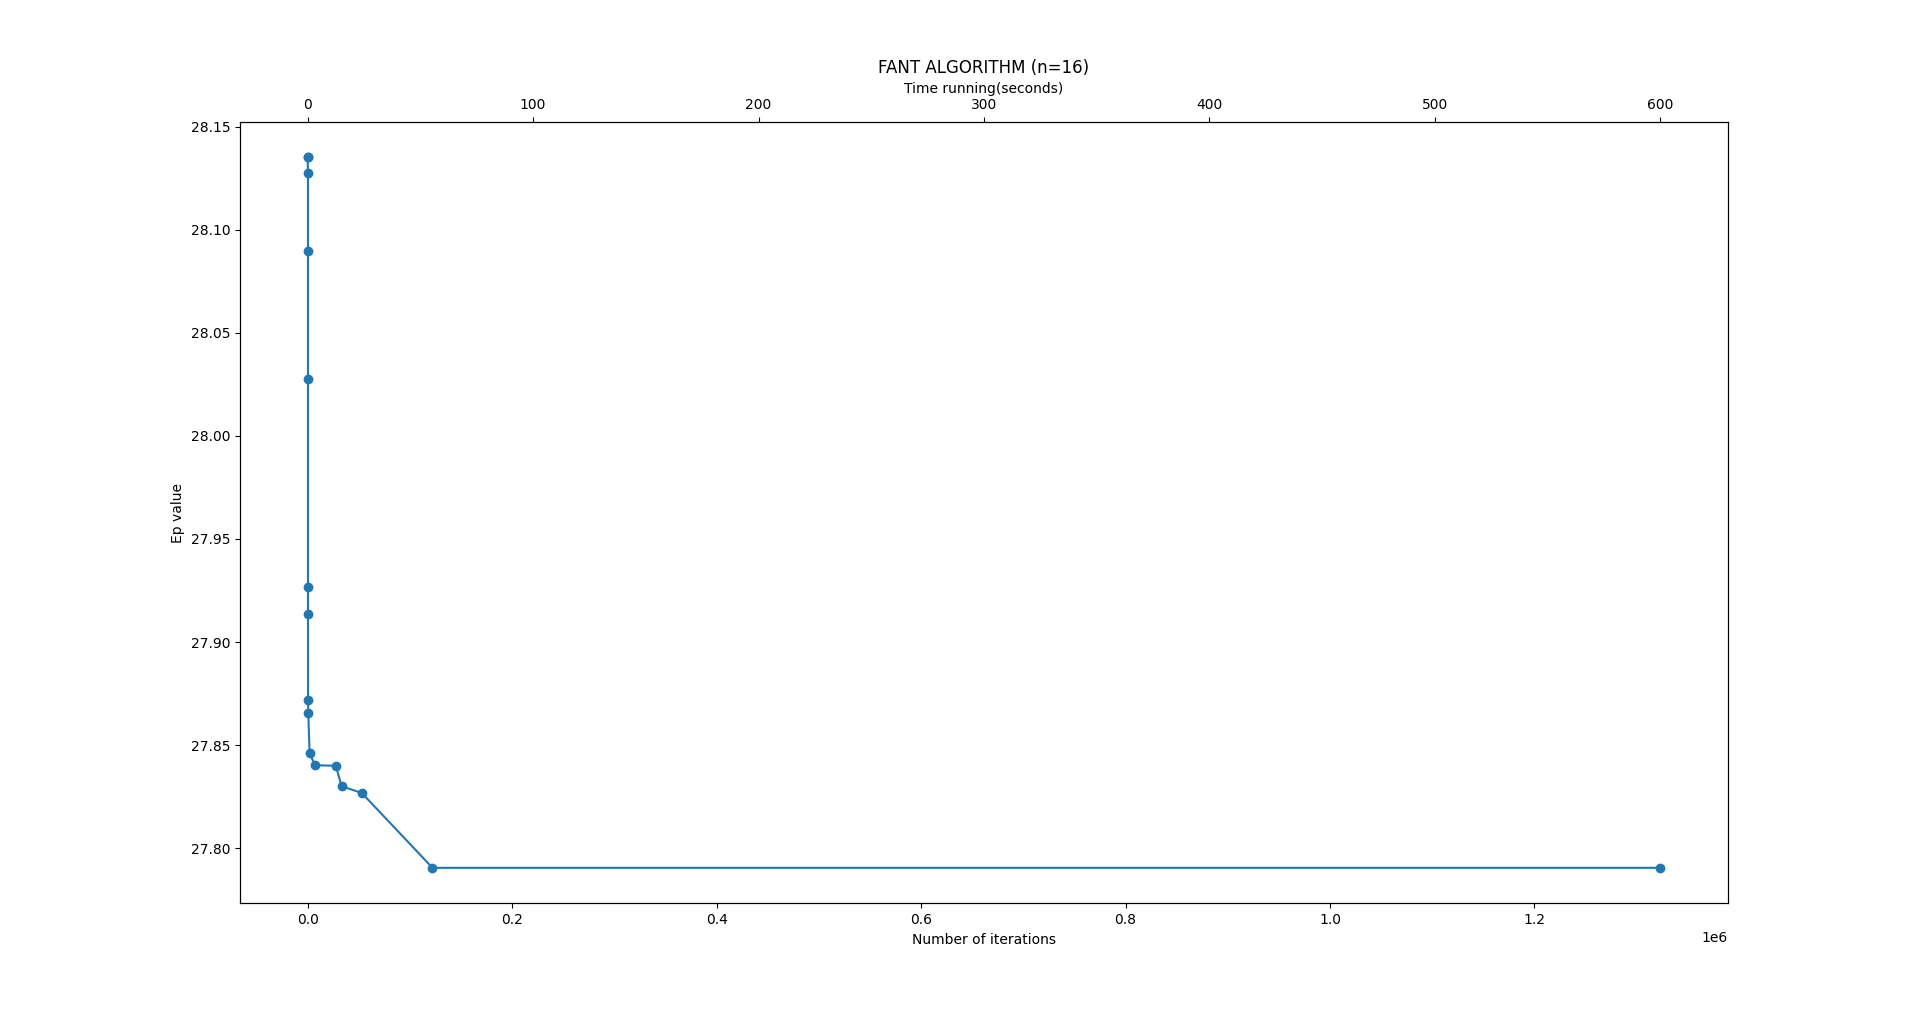 FANT ALGORITHM (n=16)
Time running(seconds)
0 100 200 300 400 500 600
28.15
28.10
28.05
28.00
27.95
27.90
27.85
27.80
Ep value
0.0 0.2 0.4 0.6 0.8 1.0 1.2
Number of iterations
1e6